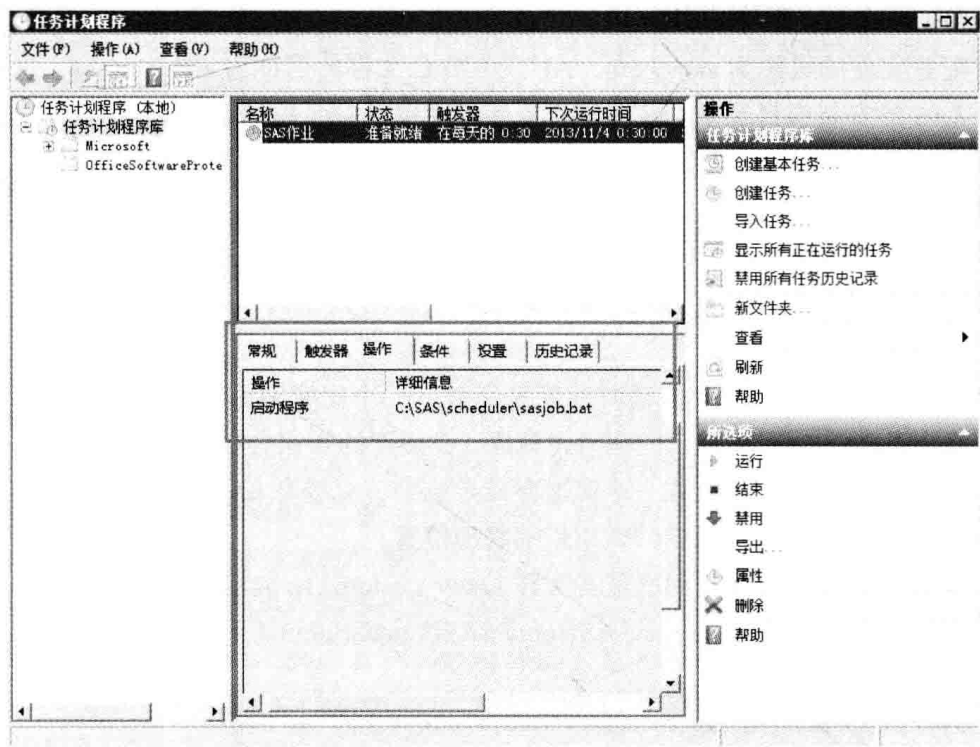 任务计划程序
文件(F) 操作(A) 查看(V) 帮助(H)
任务计划程序 (本地)
任务计划程序库
Microsoft
OfficeSoftwareProte
名称 状态 触发器 下次运行时间
SAS作业 准备就绪 在每天的 0:30 2013/11/4 0:30:00
常规 触发器 操作 条件 设置 历史记录
操作 详细信息
启动程序 C:\SAS\scheduler\sasjob.bat
操作
任务计划程序库
创建基本任务...
创建任务...
导入任务...
显示所有正在运行的任务
禁用所有任务历史记录
新文件夹...
查看
刷新
帮助
所选项
运行
结束
禁用
导出...
属性
删除
帮助